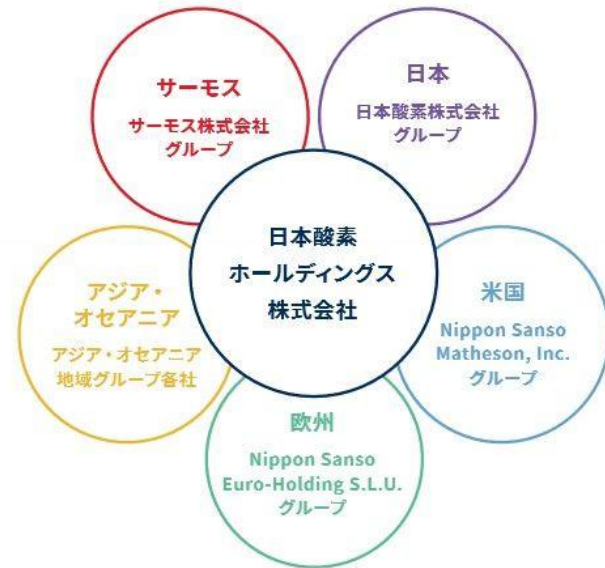 サーモス
サーモス株式会社
グループ
日本
日本酸素株式会社
グループ
日本酸素
ホールディングス
株式会社
アジア・
オセアニア
アジア・オセアニア
地域グループ各社
米国
Nippon Sanso
Matheson, Inc.
グループ
欧州
Nippon Sanso
Euro-Holding S.L.U.
グループ